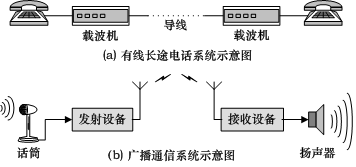 导线
载波机
载波机
(a) 有线长途电话系统示意图
发射设备
接收设备
话筒
(b) 广播通信系统示意图
扬声器